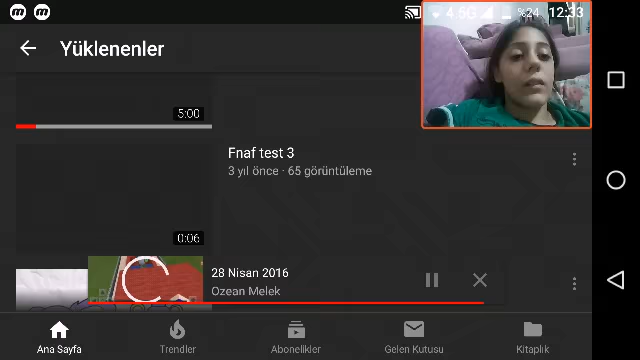 4.5G %24 12:33
Yüklenenler
5:00
Fnaf test 3
3 yıl önce · 65 görüntüleme
0:06
28 Nisan 2016
Ozean Melek
Ana Sayfa Trendler Abonelikler Gelen Kutusu Kitaplık